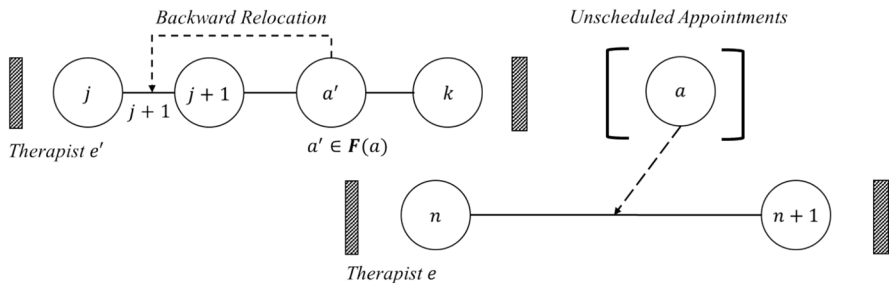 Backward Relocation
Unscheduled Appointments
j
j + 1
a′
k
a
j + 1
a′ ∈ F(a)
Therapist e′
n
n + 1
Therapist e